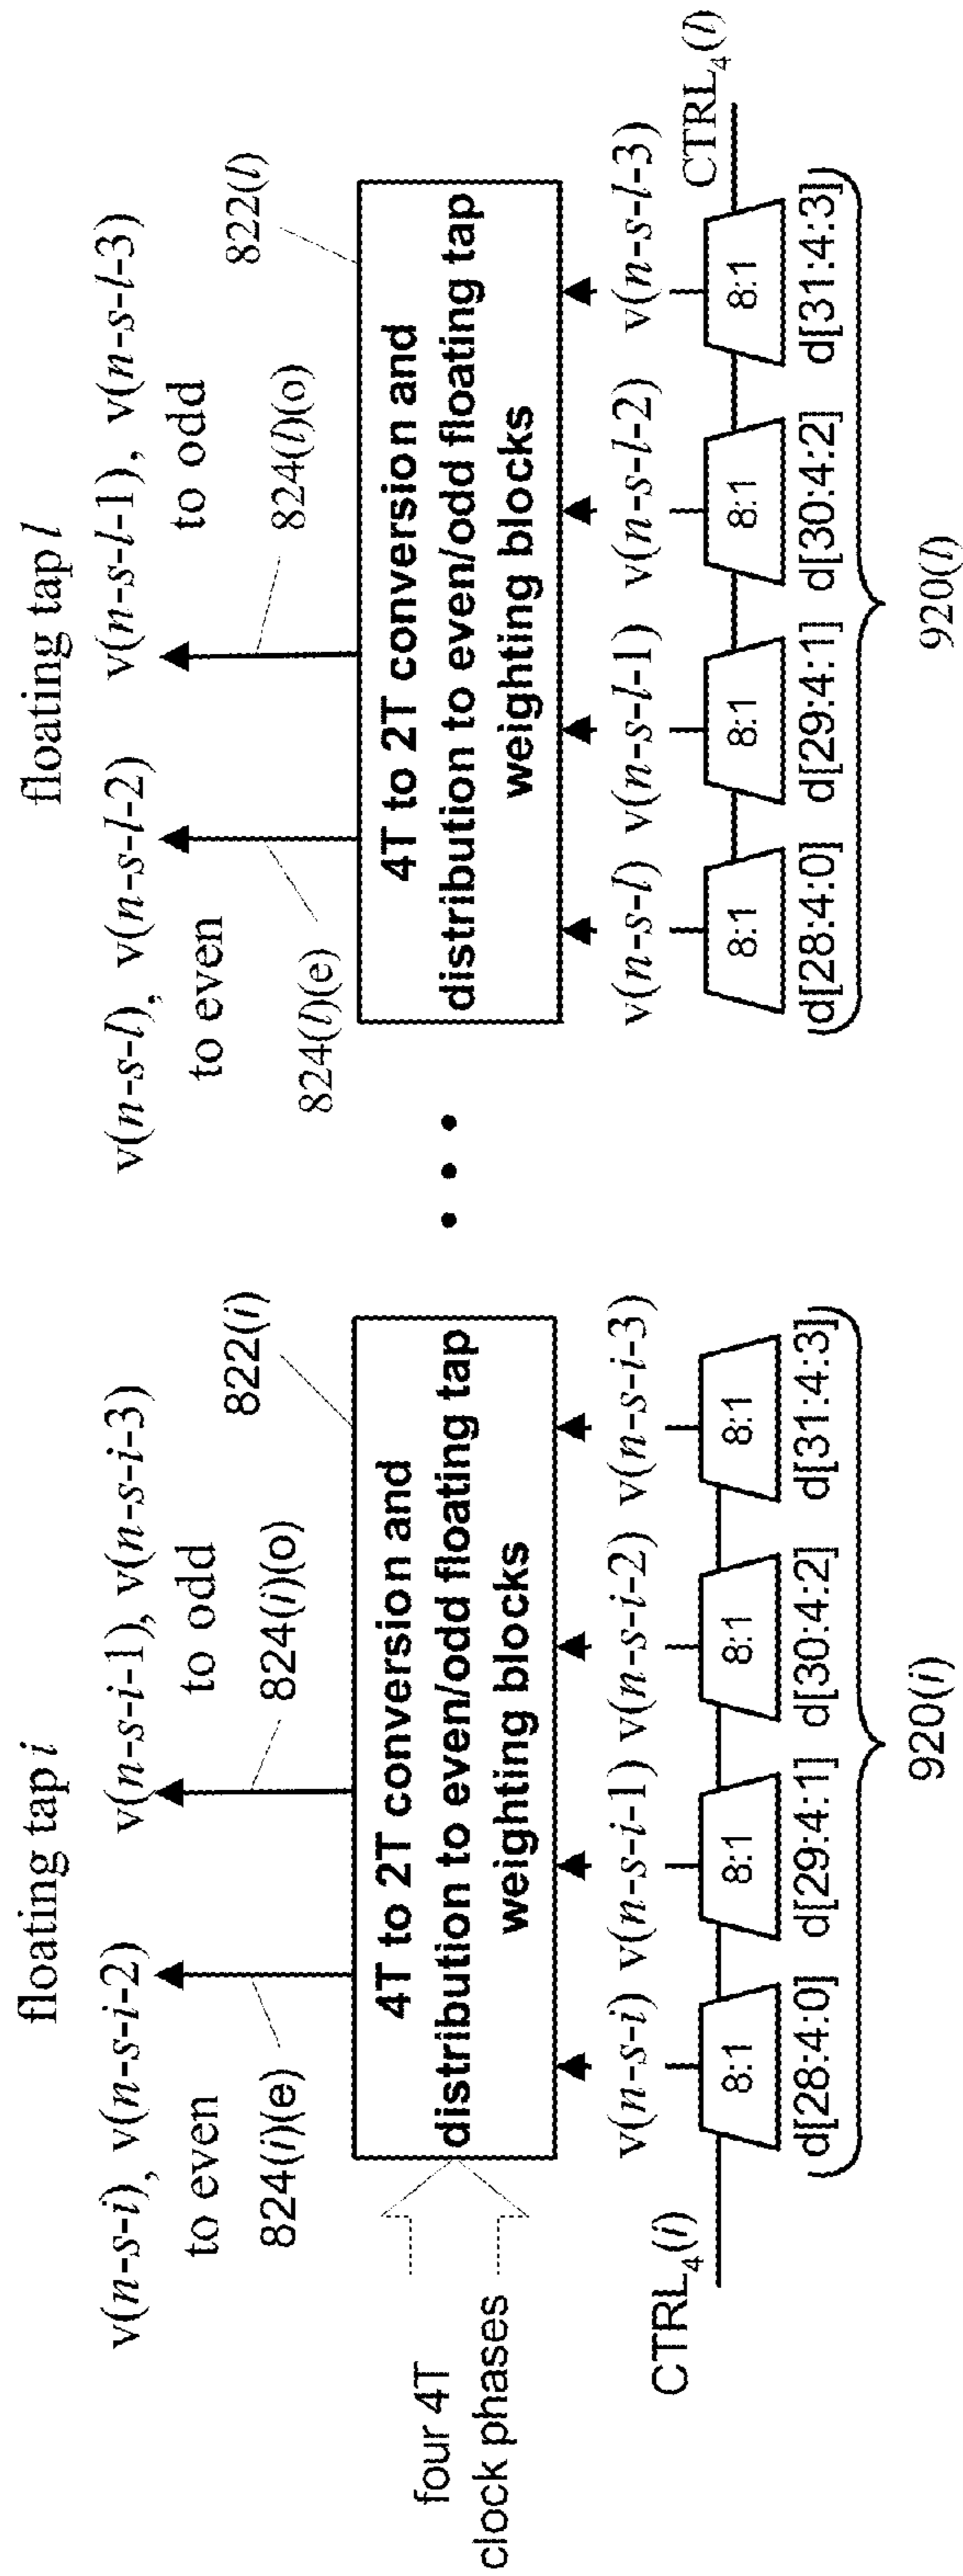 floating tap i
v(n-s-i), v(n-s-i-2)
to even
v(n-s-i-1), v(n-s-i-3)
to odd
824(i)(e)
824(i)(o)
822(i)
four 4T
clock phases
4T to 2T conversion and
distribution to even/odd floating tap
weighting blocks
v(n-s-i) v(n-s-i-1) v(n-s-i-2) v(n-s-i-3)
CTRL4(i)
8:1 8:1 8:1 8:1
d[28:4:0] d[29:4:1] d[30:4:2] d[31:4:3]
920(i)
floating tap l
v(n-s-l), v(n-s-l-2)
to even
v(n-s-l-1), v(n-s-l-3)
to odd
824(l)(e)
824(l)(o)
822(l)
4T to 2T conversion and
distribution to even/odd floating tap
weighting blocks
v(n-s-l) v(n-s-l-1) v(n-s-l-2) v(n-s-l-3)
CTRL4(l)
8:1 8:1 8:1 8:1
d[28:4:0] d[29:4:1] d[30:4:2] d[31:4:3]
920(l)